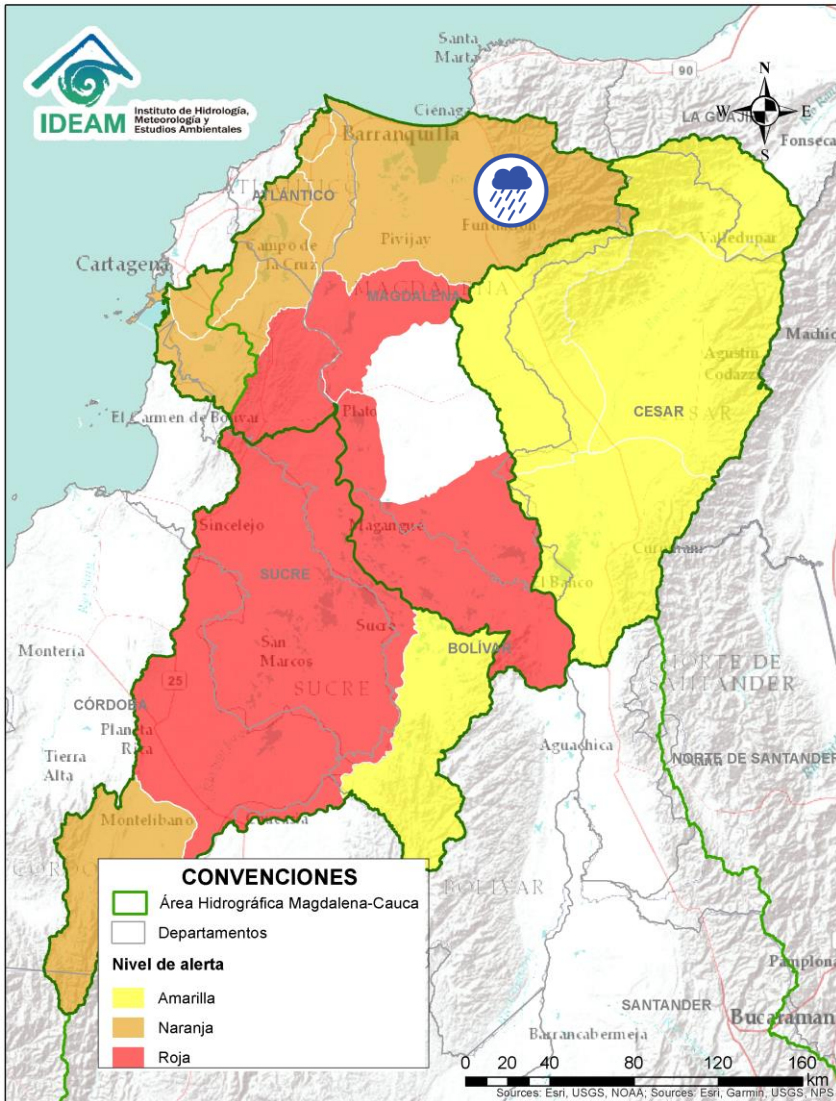 IDEAM
Instituto de Hidrología,
Meteorología y
Estudios Ambientales
Santa
Marta
90
N
W
E
S
LA GUAJI
Fonseca
Ciénaga
Barranquilla
ATLÁNTICO
Fundación
Valledupar
Campo de
la Cruz
Pivijay
Cartagena
MAGDALENA
Agustín
Codazzi
El Carmen de Bolívar
Plato
CESAR
Sincelejo
Magangué
SUCRE
El Banco
Sucre
BOLÍVAR
Montería
San
Marcos
SUCRE
25
NORTE DE
SANTANDER
CÓRDOBA
Planeta
Rica
Tierra
Alta
Aguachica
NORTE DE SANTANDER
Montelíbano
BOLÍVAR
CONVENCIONES
Área Hidrográfica Magdalena-Cauca
Departamentos
Nivel de alerta
Amarilla
Naranja
Roja
Pamplona
SANTANDER
Bucaraman
Barrancabermeja
0 20 40 80 120 160
km
Sources: Esri, USGS, NOAA; Sources: Esri, Garmin, USGS, NPS